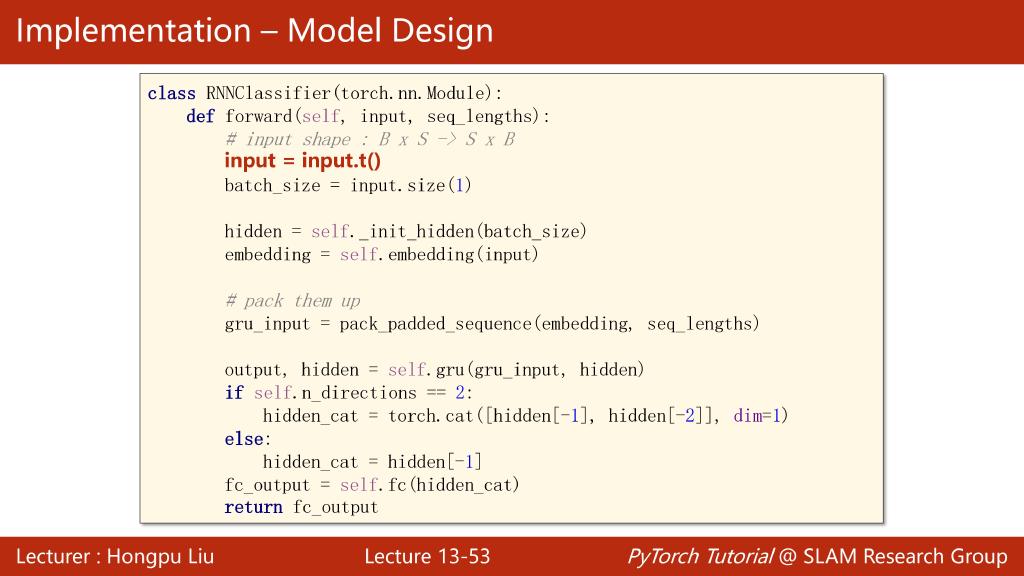 Implementation – Model Design
class RNNClassifier(torch.nn.Module):
    def forward(self, input, seq_lengths):
        # input shape : B x S -> S x B
        input = input.t()
        batch_size = input.size(1)

        hidden = self._init_hidden(batch_size)
        embedding = self.embedding(input)

        # pack them up
        gru_input = pack_padded_sequence(embedding, seq_lengths)

        output, hidden = self.gru(gru_input, hidden)
        if self.n_directions == 2:
            hidden_cat = torch.cat([hidden[-1], hidden[-2]], dim=1)
        else:
            hidden_cat = hidden[-1]
        fc_output = self.fc(hidden_cat)
        return fc_output
Lecturer : Hongpu Liu
Lecture 13-53
PyTorch Tutorial @ SLAM Research Group